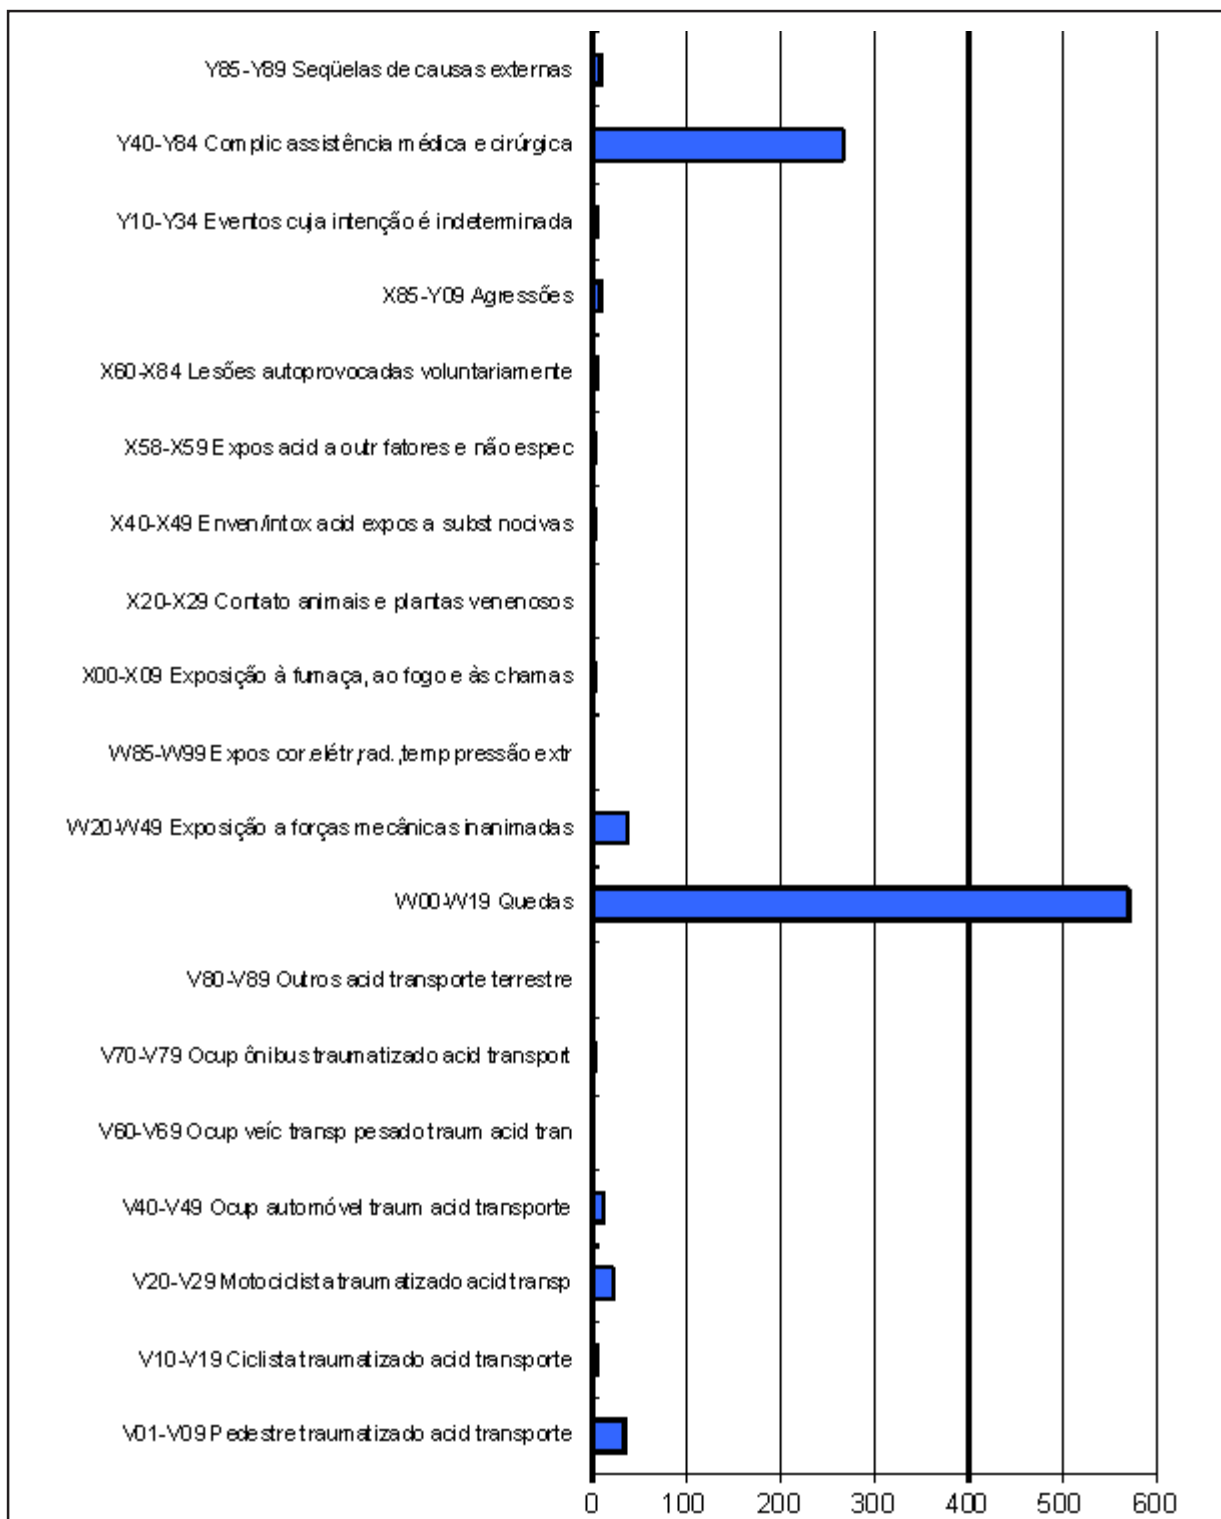 Y85-Y89 Seqüelas de causas externas
Y40-Y84 Complic assistência médica e cirúrgica
Y10-Y34 Eventos cuja intenção é indeterminada
X85-Y09 Agressões
X60-X84 Lesões autoprovocadas voluntariamente
X58-X59 Expos acid a outr fatores e não espec
X40-X49 Enven/intox acid expos a subst nocivas
X20-X29 Contato animais e plantas venenosos
X00-X09 Exposição à fumaça, ao fogo e às chamas
W85-W99 Expos cor.elétr,rad.,temp pressão extr
W20-W49 Exposição a forças mecânicas inanimadas
W00-W19 Quedas
V80-V89 Outros acid transporte terrestre
V70-V79 Ocup ônibus traumatizado acid transport
V60-V69 Ocup veíc transp pesado traum acid tran
V40-V49 Ocup automóvel traum acid transporte
V20-V29 Motociclista traumatizado acid transp
V10-V19 Ciclista traumatizado acid transporte
V01-V09 Pedestre traumatizado acid transporte
0 100 200 300 400 500 600